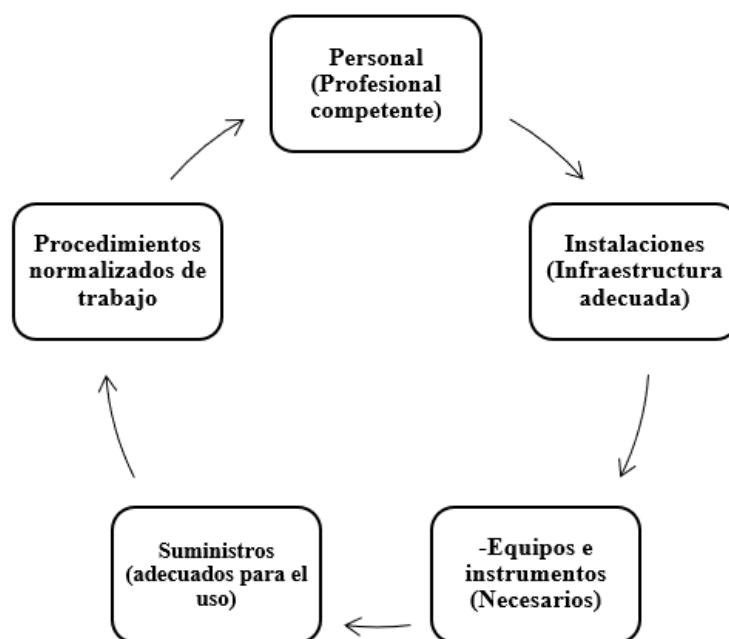 Personal
(Profesional
competente)
Instalaciones
(Infraestructura
adecuada)
-Equipos e
instrumentos
(Necesarios)
Suministros
(adecuados para el
uso)
Procedimientos
normalizados de
trabajo